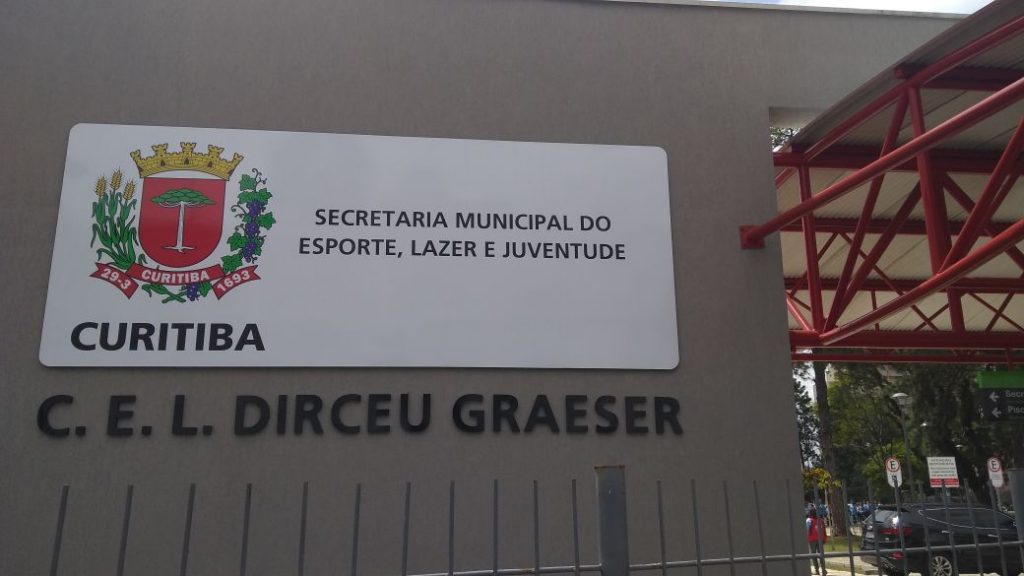 SECRETARIA MUNICIPAL DO
ESPORTE, LAZER E JUVENTUDE
29-3 CURITIBA 1693
CURITIBA
C. E. L. DIRCEU GRAESER
E
E